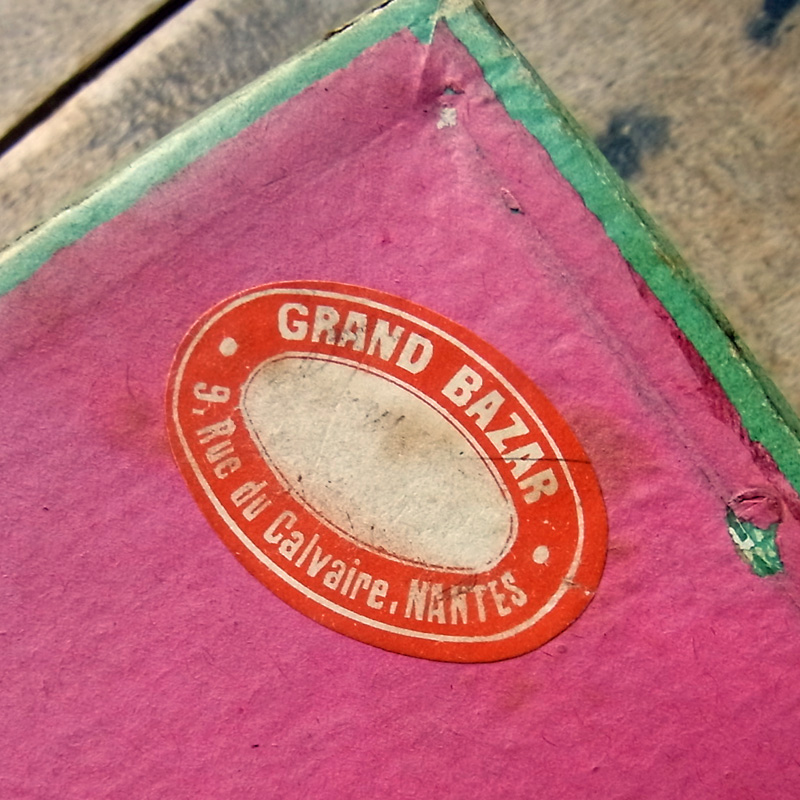 GRAND BAZAR
9, Rue du Calvaire, NANTES